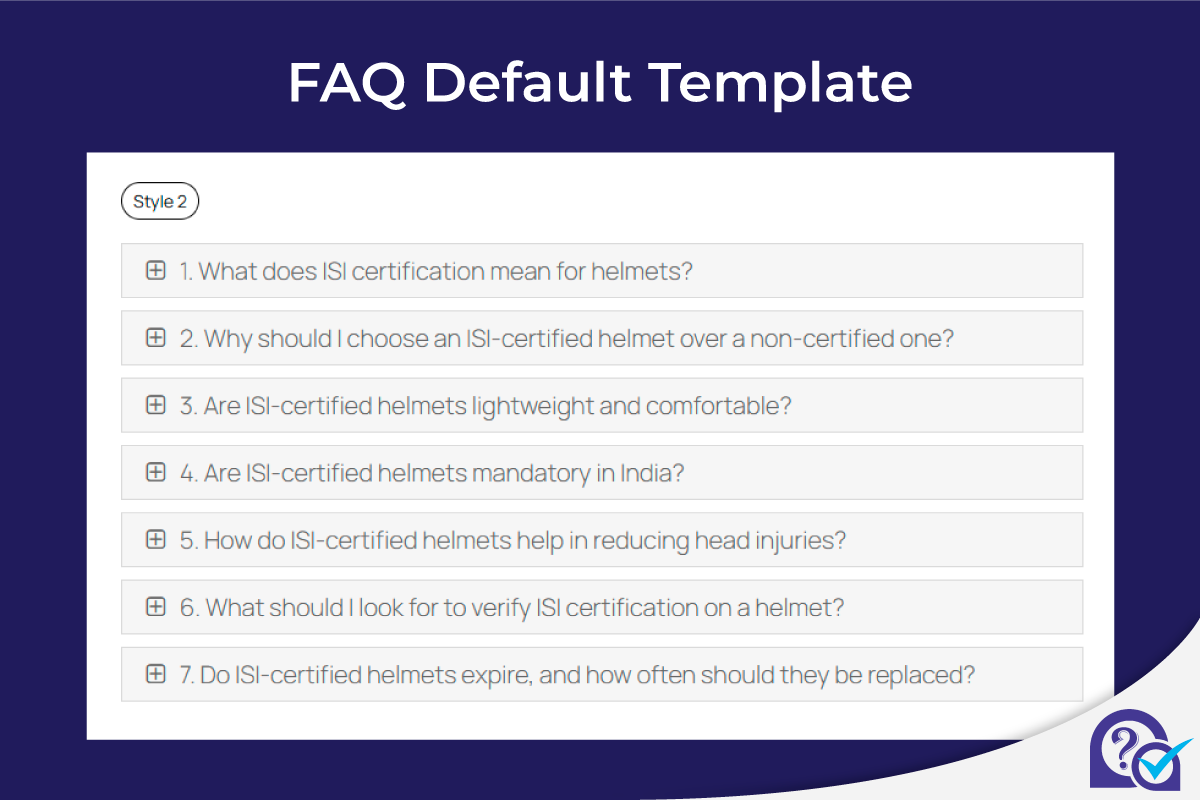 FAQ Default Template
Style 2
1. What does ISI certification mean for helmets?
2. Why should I choose an ISI-certified helmet over a non-certified one?
3. Are ISI-certified helmets lightweight and comfortable?
4. Are ISI-certified helmets mandatory in India?
5. How do ISI-certified helmets help in reducing head injuries?
6. What should I look for to verify ISI certification on a helmet?
7. Do ISI-certified helmets expire, and how often should they be replaced?
?